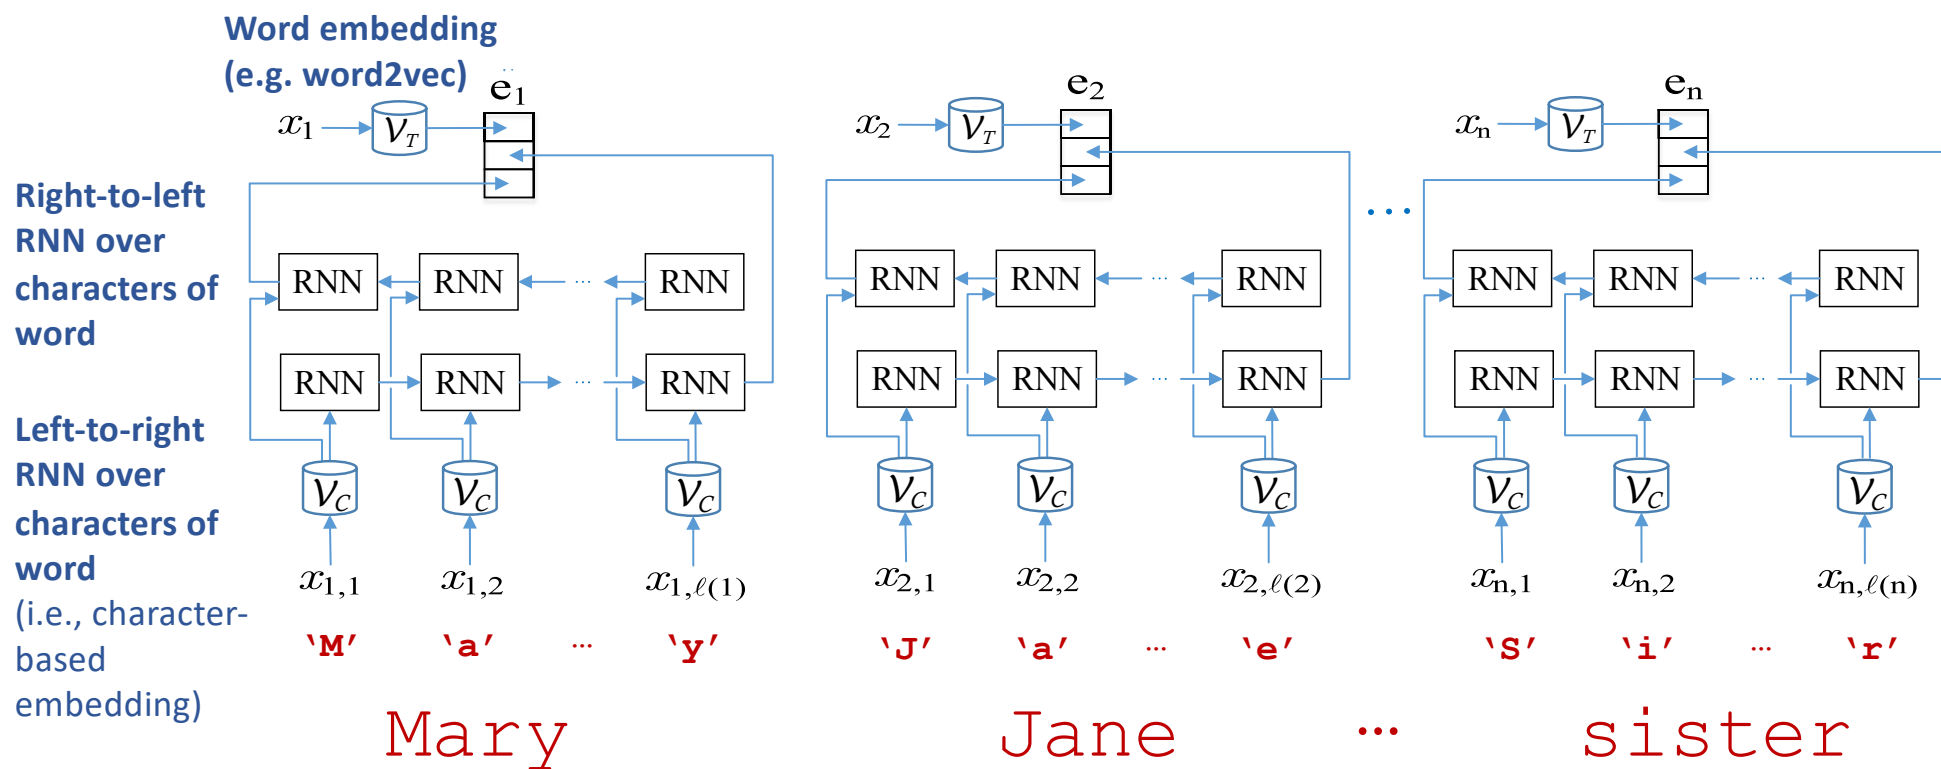 Word embedding
(e.g. word2vec)
e1 e2 en
x1 VT x2 VT xn VT
Right-to-left
RNN over
characters of
word
...
RNN RNN ... RNN RNN RNN ... RNN RNN RNN ... RNN
RNN RNN ... RNN RNN RNN ... RNN RNN RNN ... RNN
Left-to-right
RNN over
characters of
word
(i.e., character-
based
embedding)
VC VC VC VC VC VC VC VC VC
x1,1 x1,2 x1,ℓ(1) x2,1 x2,2 x2,ℓ(2) xn,1 xn,2 xn,ℓ(n)
‘M’ ‘a’ … ‘y’ ‘J’ ‘a’ … ‘e’ ‘S’ ‘i’ … ‘r’
Mary Jane … sister